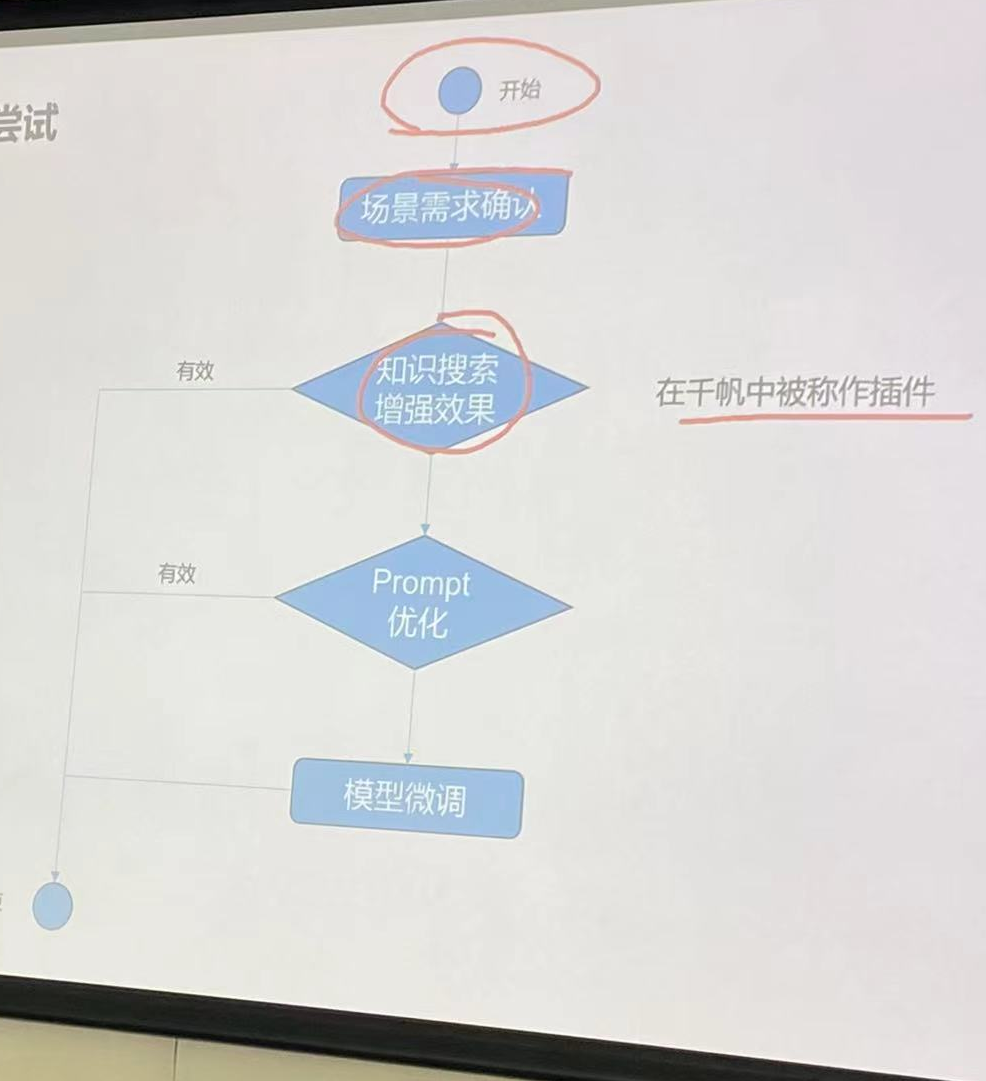 尝试
开始
场景需求确认
有效
知识搜索
增强效果
在千帆中被称作插件
有效
Prompt
优化
模型微调